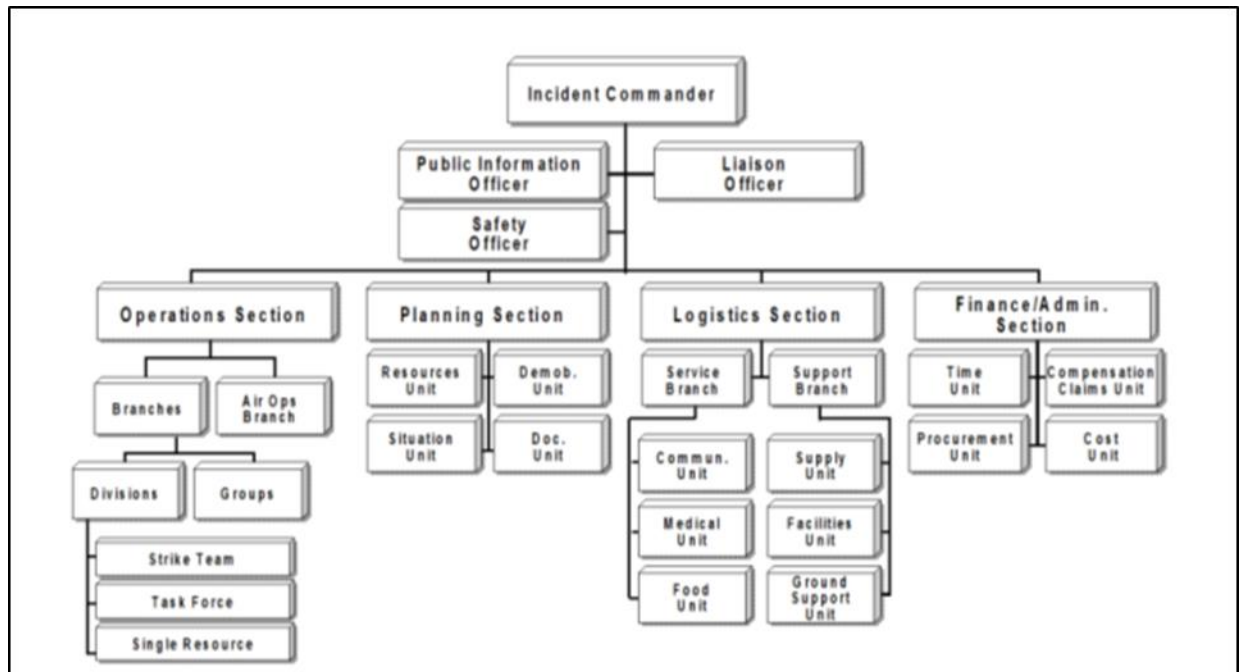 Incident Commander
Public Information
Officer
Liaison
Officer
Safety
Officer
Operations Section
Planning Section
Logistics Section
Finance/Admin.
Section
Branches
Air Ops
Branch
Divisions
Groups
Strike Team
Task Force
Single Resource
Resources
Unit
Demob.
Unit
Situation
Unit
Doc.
Unit
Service
Branch
Support
Branch
Commun.
Unit
Supply
Unit
Medical
Unit
Facilities
Unit
Food
Unit
Ground
Support
Unit
Time
Unit
Compensation
Claims Unit
Procurement
Unit
Cost
Unit